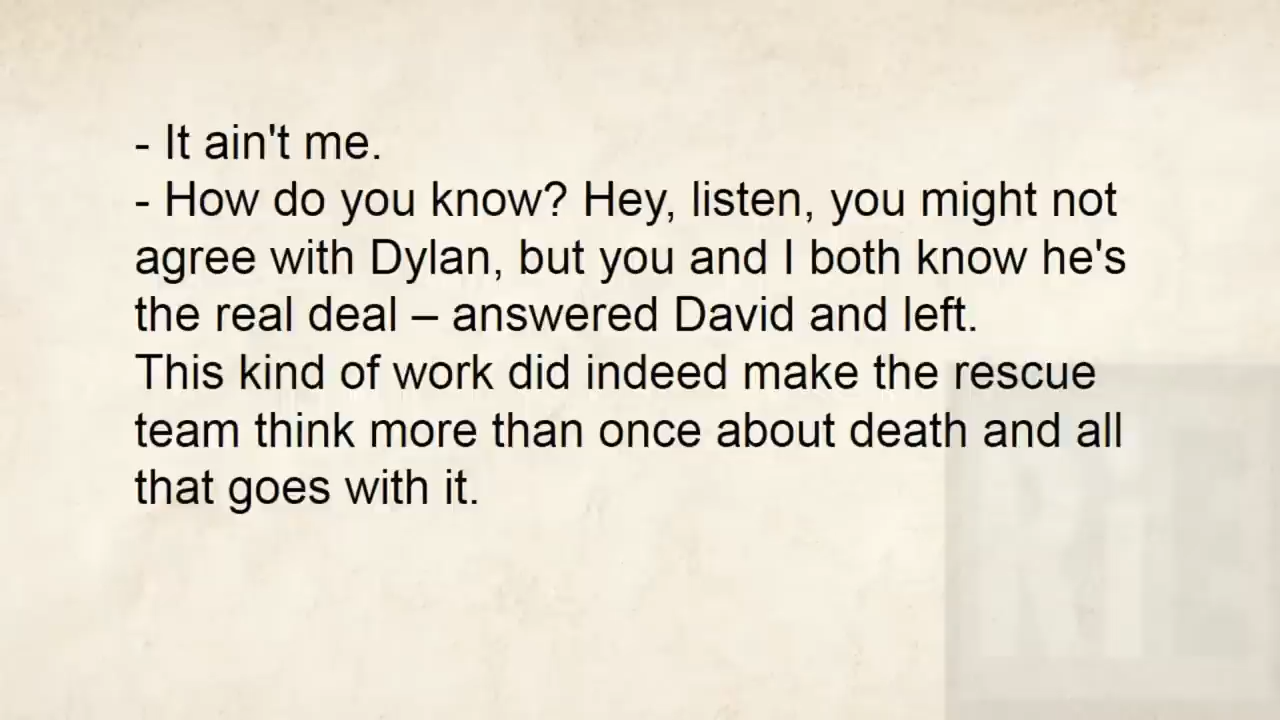 - It ain't me.
- How do you know? Hey, listen, you might not
agree with Dylan, but you and I both know he's
the real deal – answered David and left.
This kind of work did indeed make the rescue
team think more than once about death and all
that goes with it.